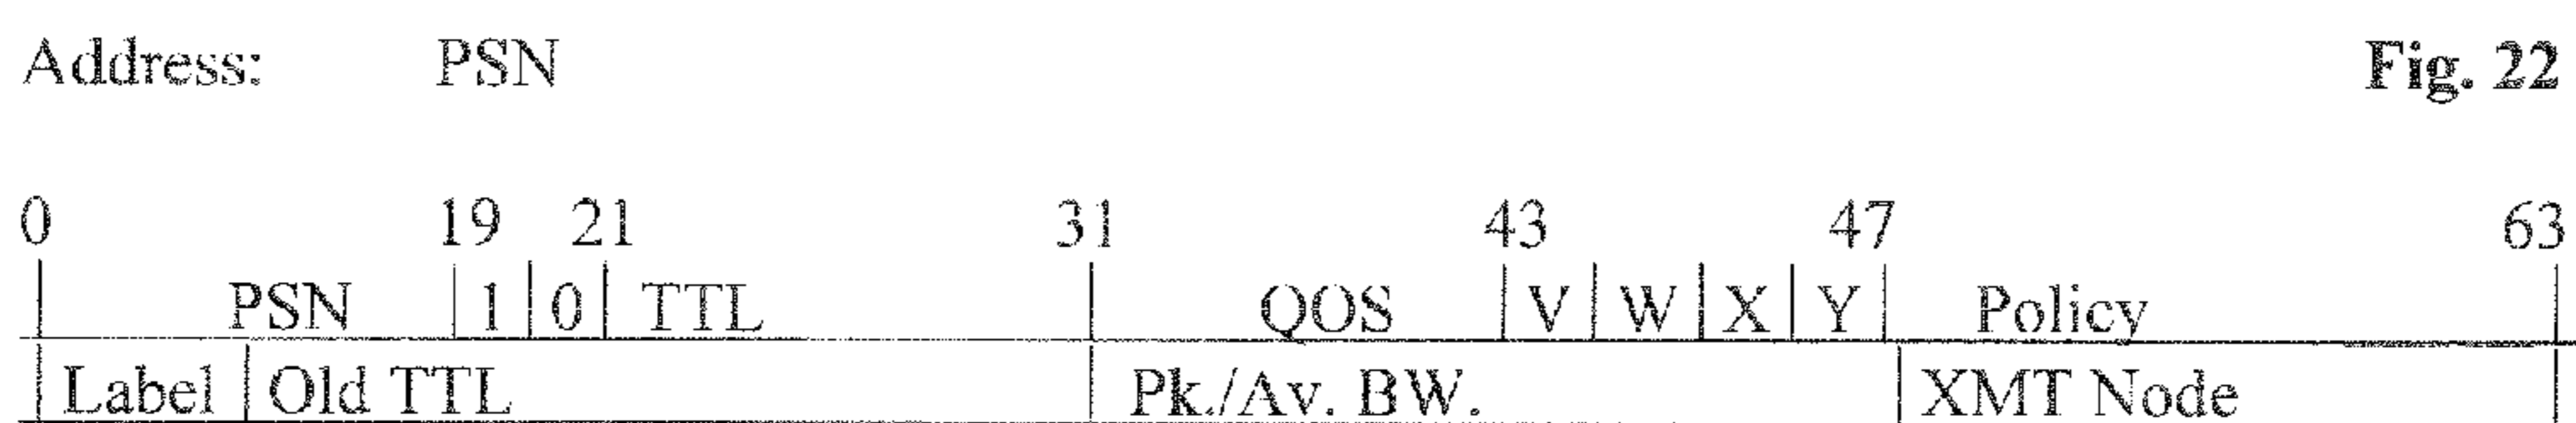 Address: PSN Fig. 22
0 19 21 31 43 47 63
PSN 1 0 TTL QOS V W X Y Policy
Label Old TTL Pk./Av. BW. XMT Node